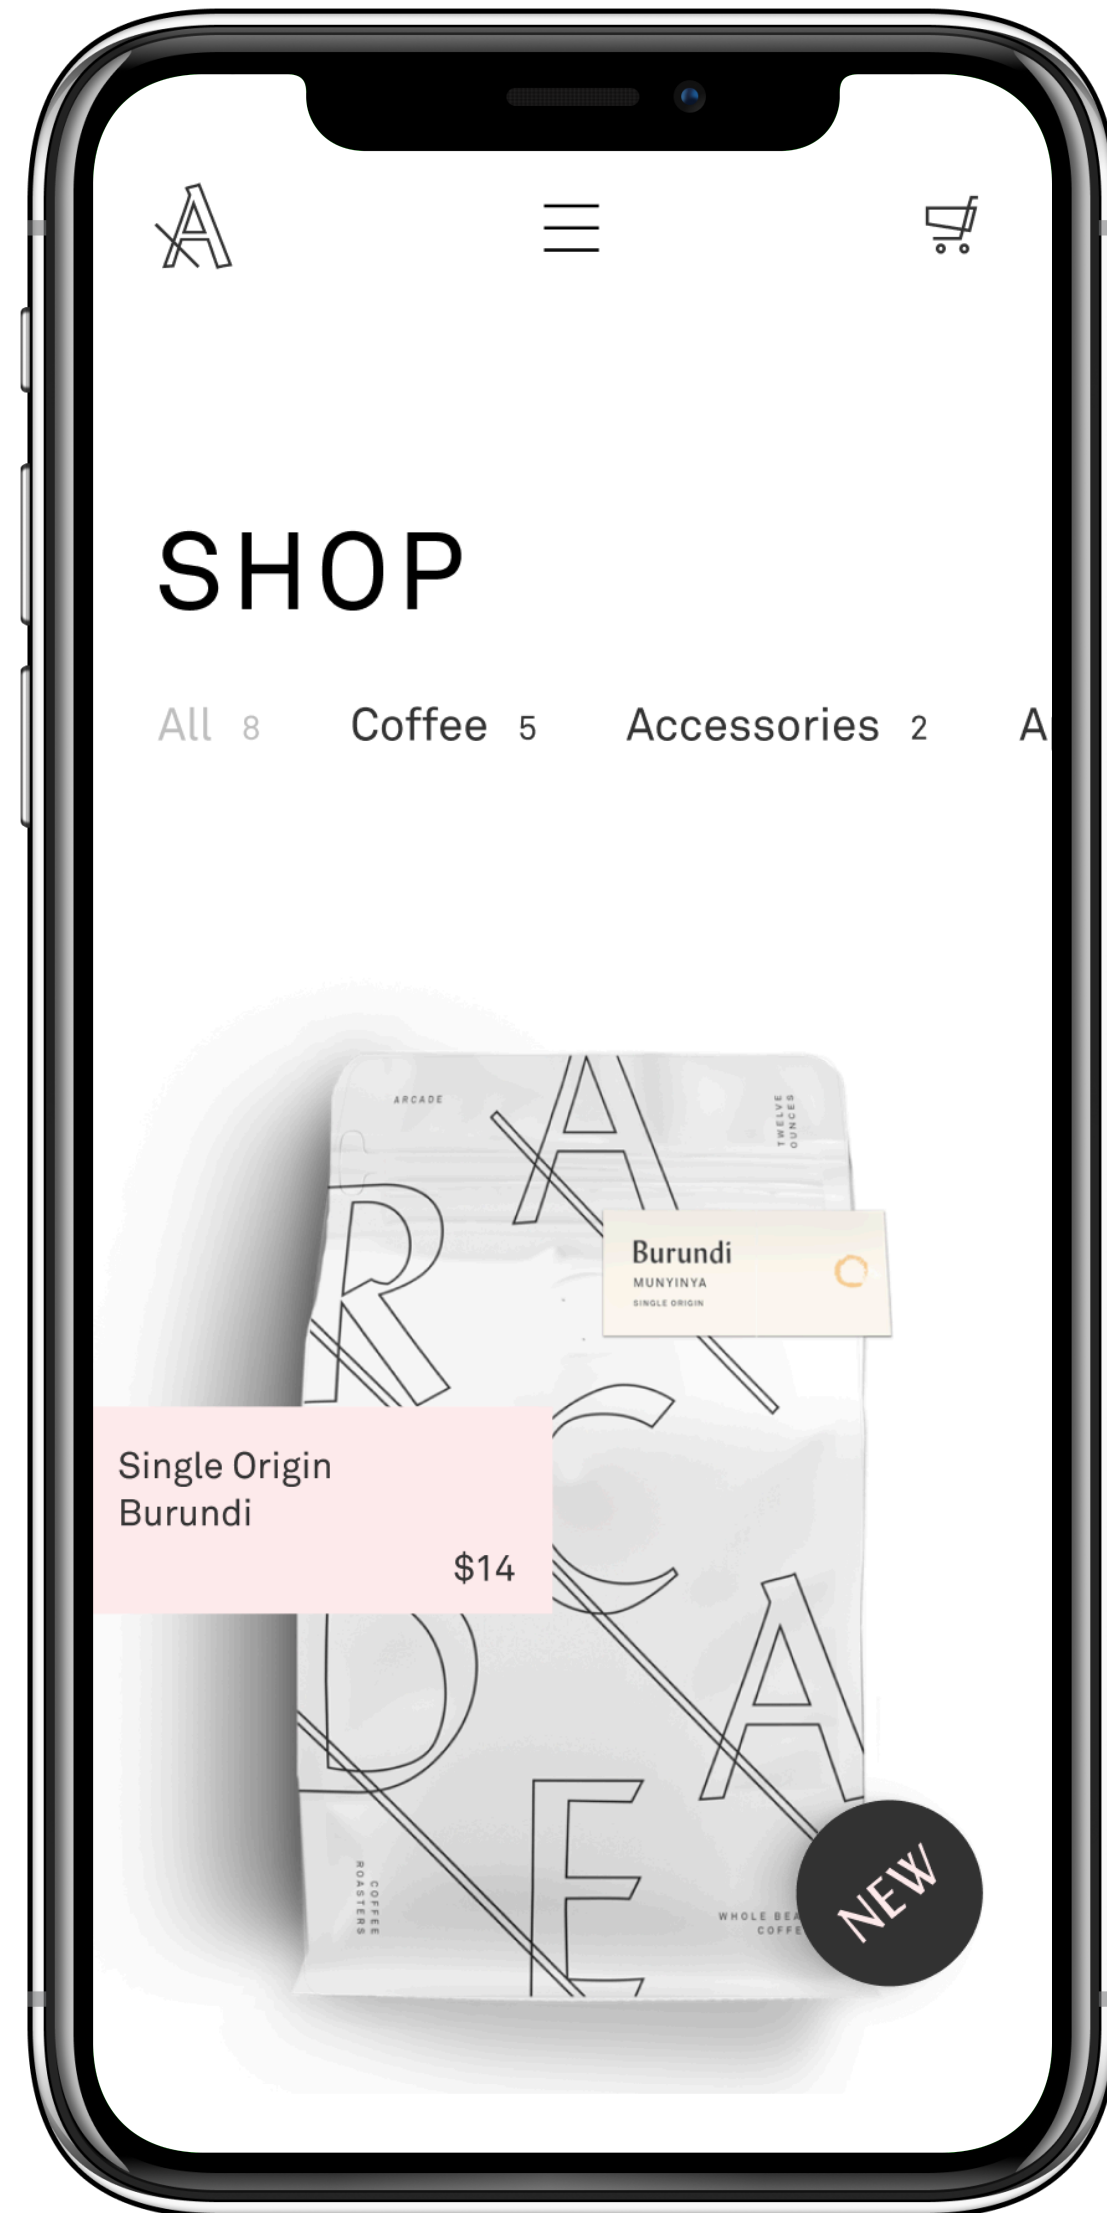 A
SHOP
All 8 Coffee 5 Accessories 2
ARCADE
TWELVE
OUNCES
A
R
Burundi
MUNYINYA
SINGLE ORIGIN
C
Single Origin
Burundi
$14
D
A
E
COFFEE
ROASTERS
WHOLE
NEW